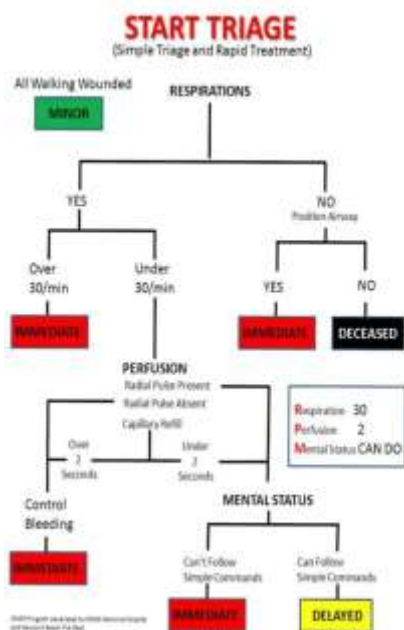 START TRIAGE
(Simple Triage and Rapid Treatment)
All Walking Wounded
MINOR
RESPIRATIONS
YES
NO
Position Airway
Over
30/min
Under
30/min
YES
NO
IMMEDIATE
IMMEDIATE
DECEASED
PERFUSION
Radial Pulse Present
Radial Pulse Absent
Capillary Refill
Over
2
Seconds
Under
2
Seconds
Respiration 30
Perfusion 2
Mental Status CAN DO
Control
Bleeding
IMMEDIATE
MENTAL STATUS
Can't Follow
Simple Commands
Can Follow
Simple Commands
IMMEDIATE
DELAYED